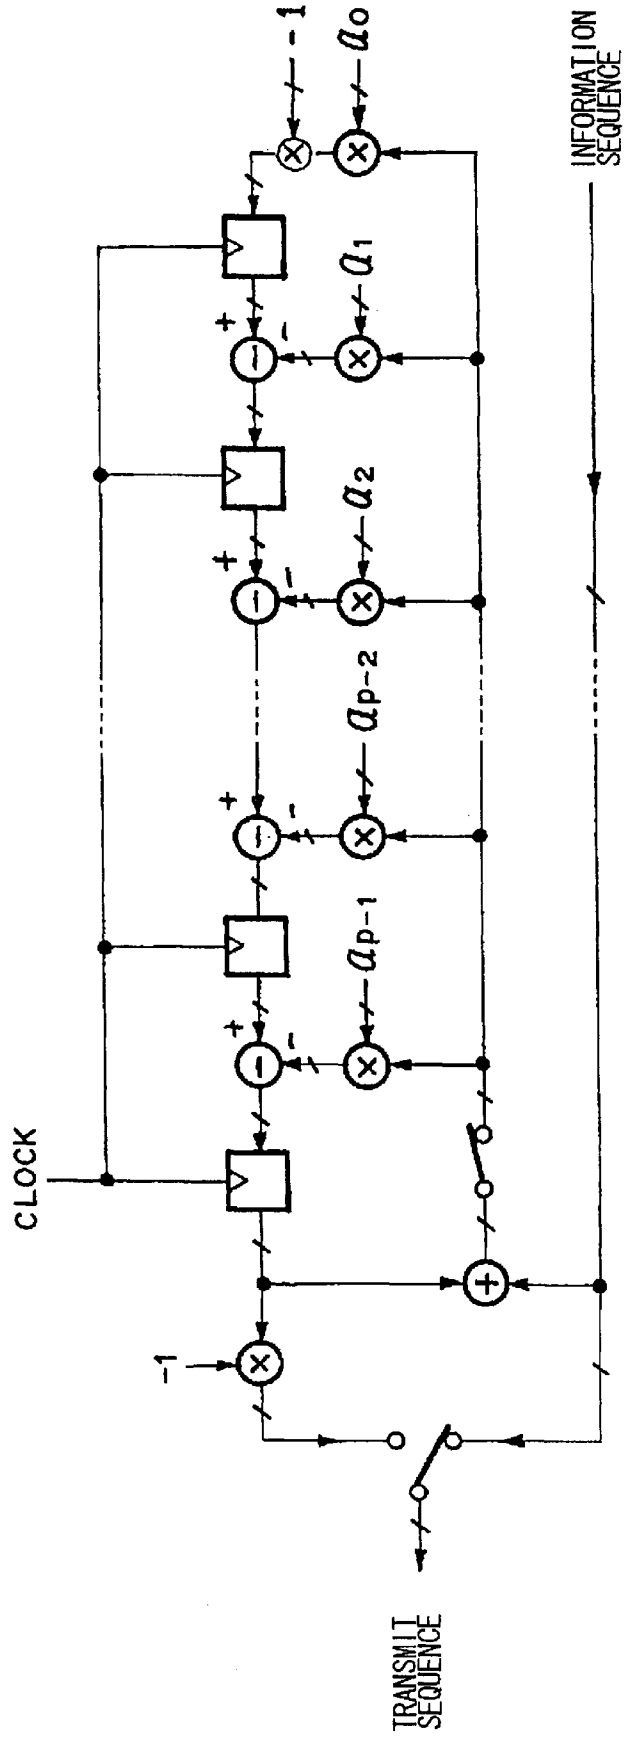 CLOCK
-1
+ + + +
- - - -
-1
ap-1
ap-2
a2
a1
a0
TRANSMIT
SEQUENCE
INFORMATION
SEQUENCE